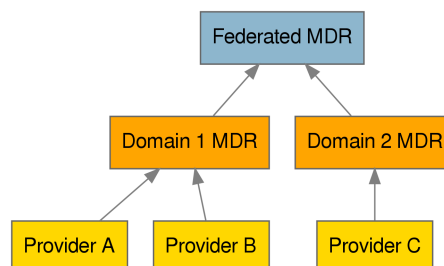 Federated MDR
Domain 1 MDR
Domain 2 MDR
Provider A
Provider B
Provider C